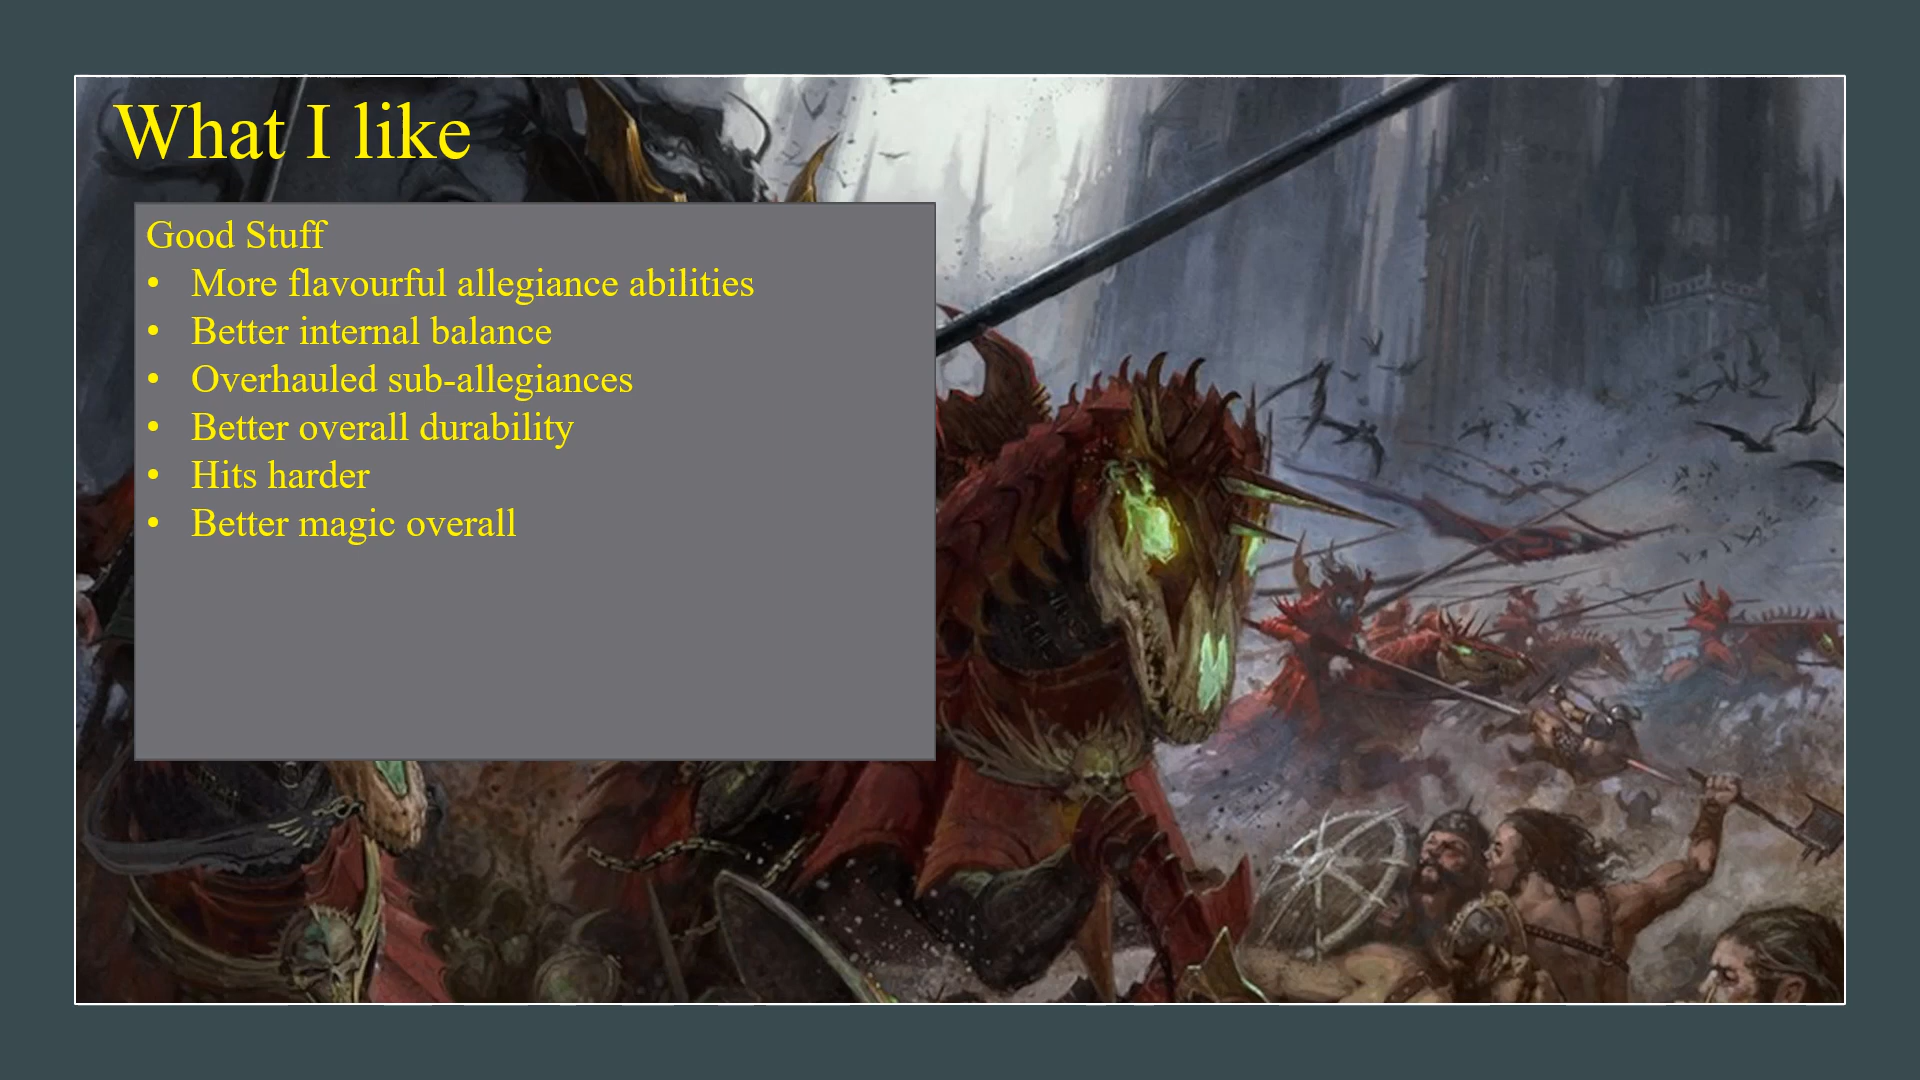 What I like
Good Stuff
• More flavourful allegiance abilities
• Better internal balance
• Overhauled sub-allegiances
• Better overall durability
• Hits harder
• Better magic overall